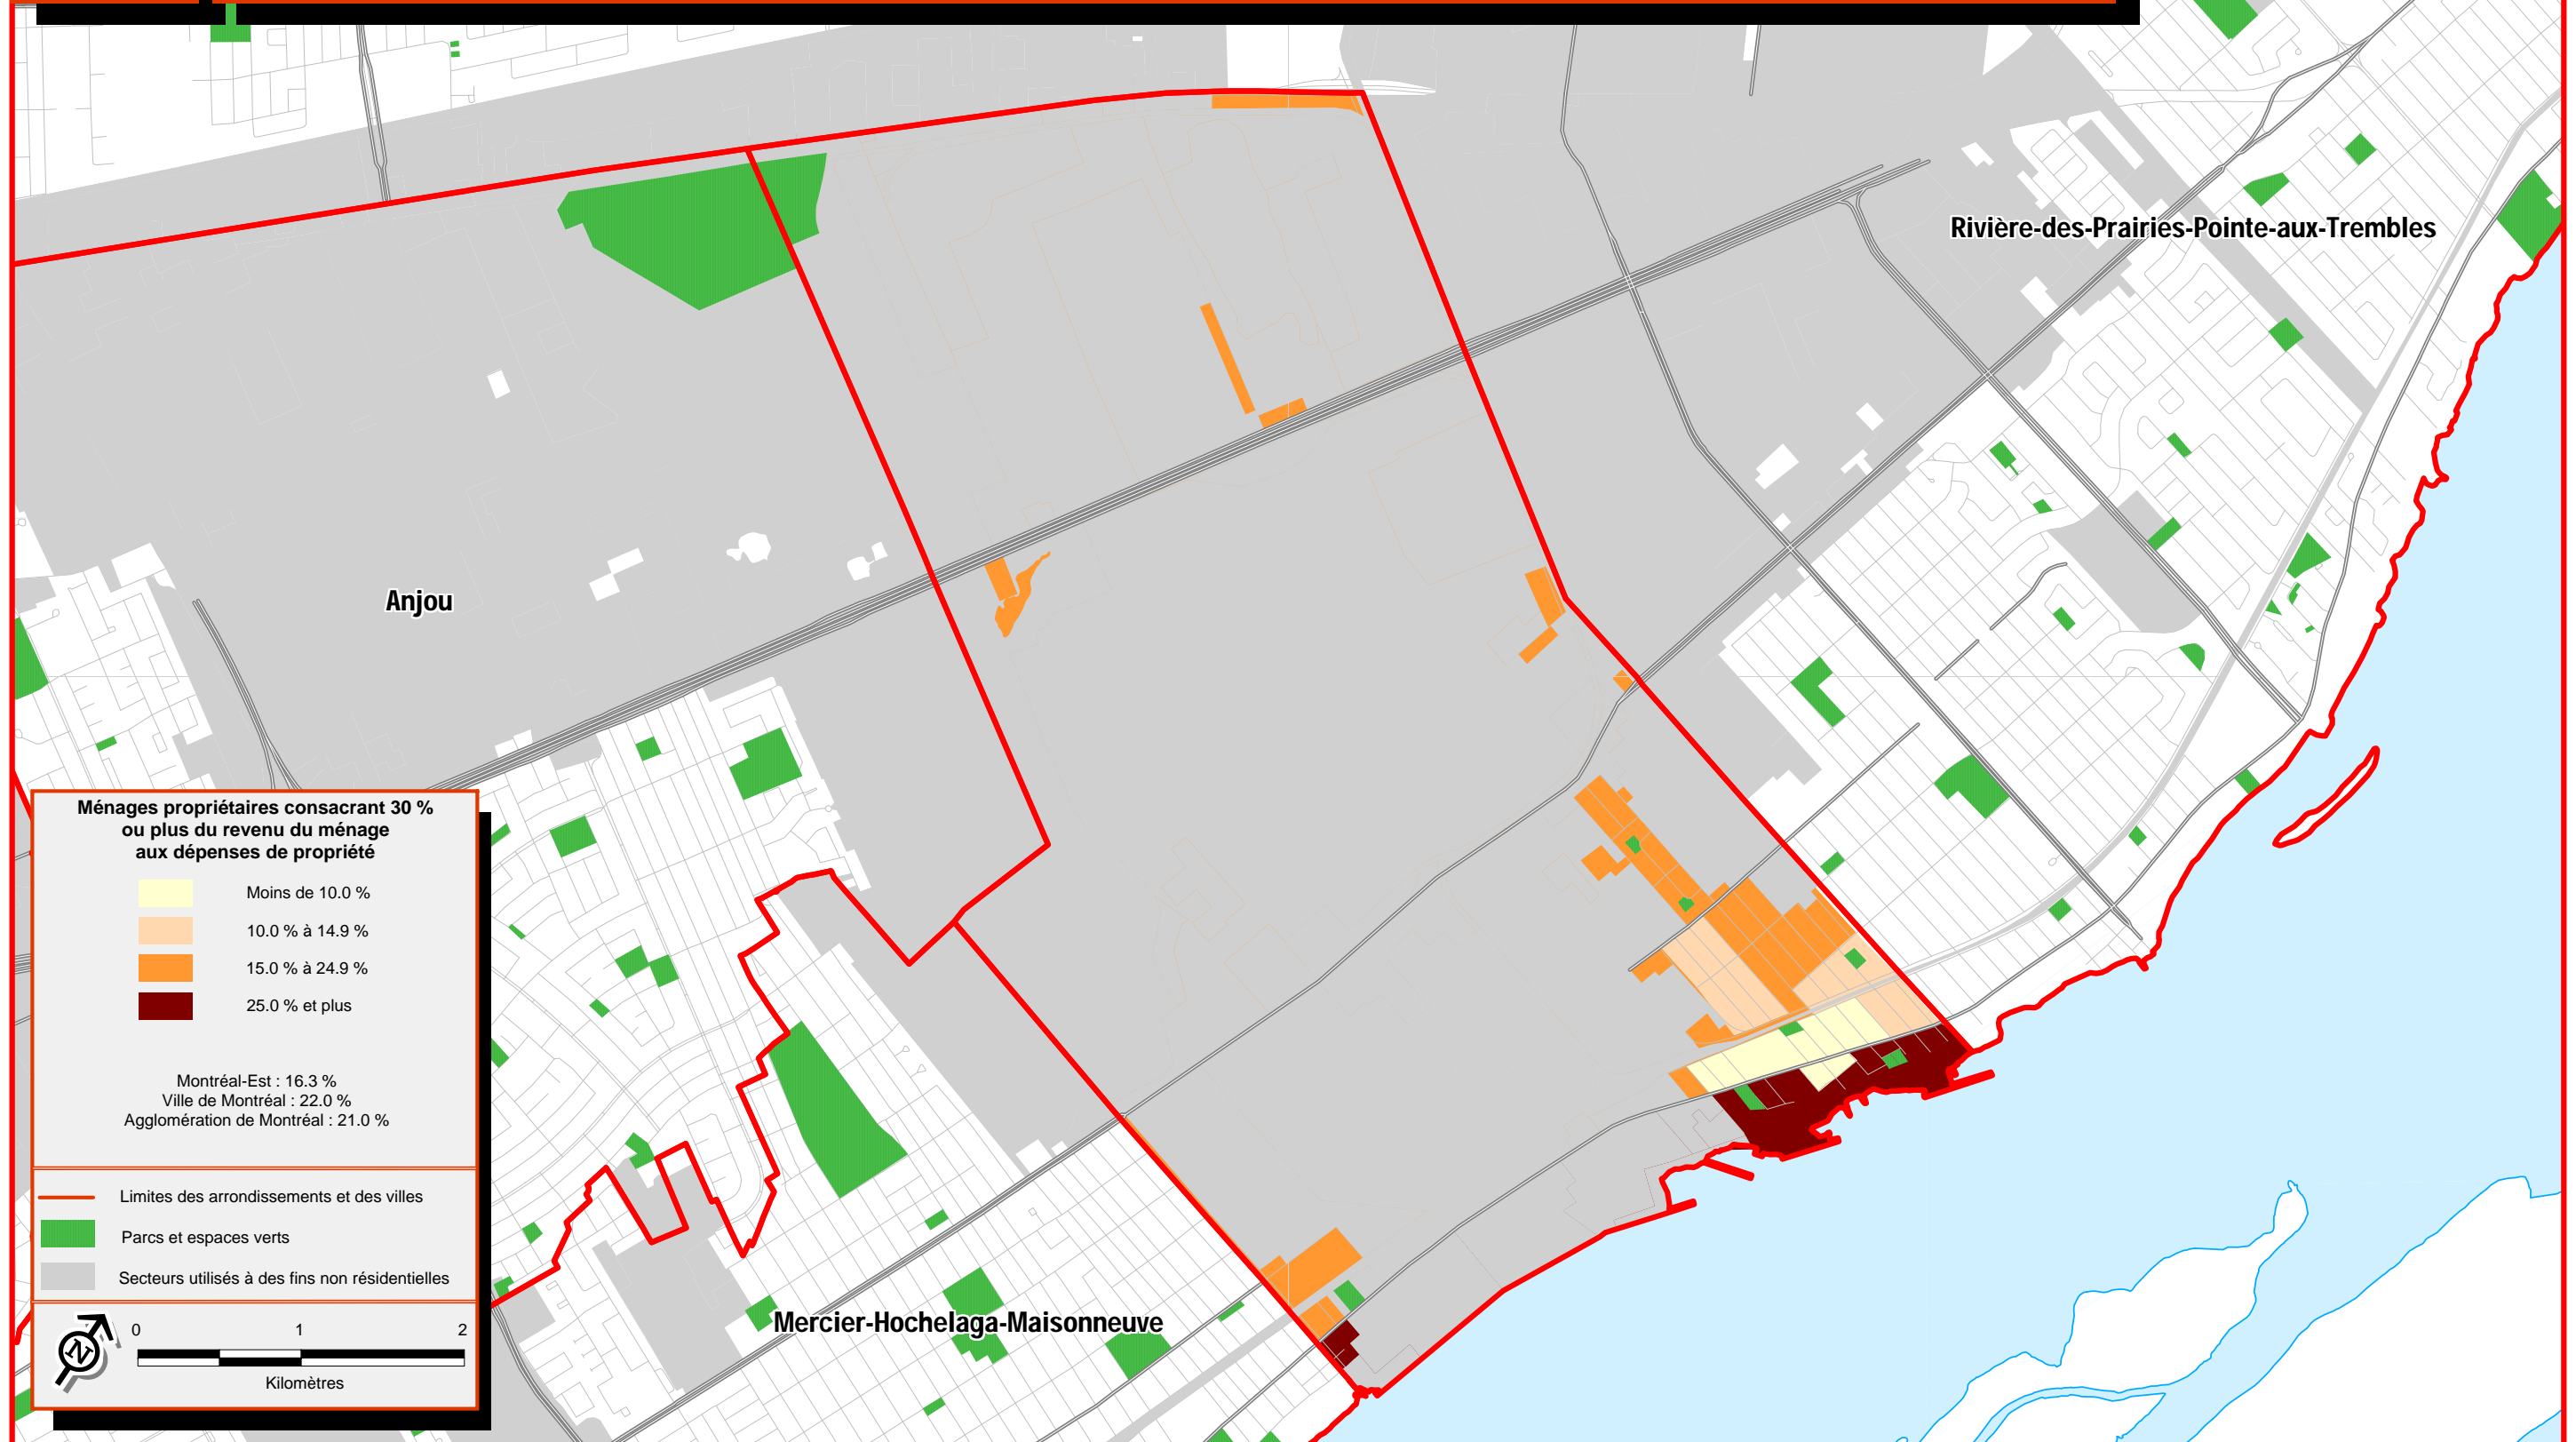 Rivière-des-Prairies-Pointe-aux-Trembles
Anjou
Mercier-Hochelaga-Maisonneuve
Ménages propriétaires consacrant 30 %
ou plus du revenu du ménage
aux dépenses de propriété
Moins de 10.0 %
10.0 % à 14.9 %
15.0 % à 24.9 %
25.0 % et plus
Montréal-Est : 16.3 %
Ville de Montréal : 22.0 %
Agglomération de Montréal : 21.0 %
Limites des arrondissements et des villes
Parcs et espaces verts
Secteurs utilisés à des fins non résidentielles
N
0 1 2
Kilomètres